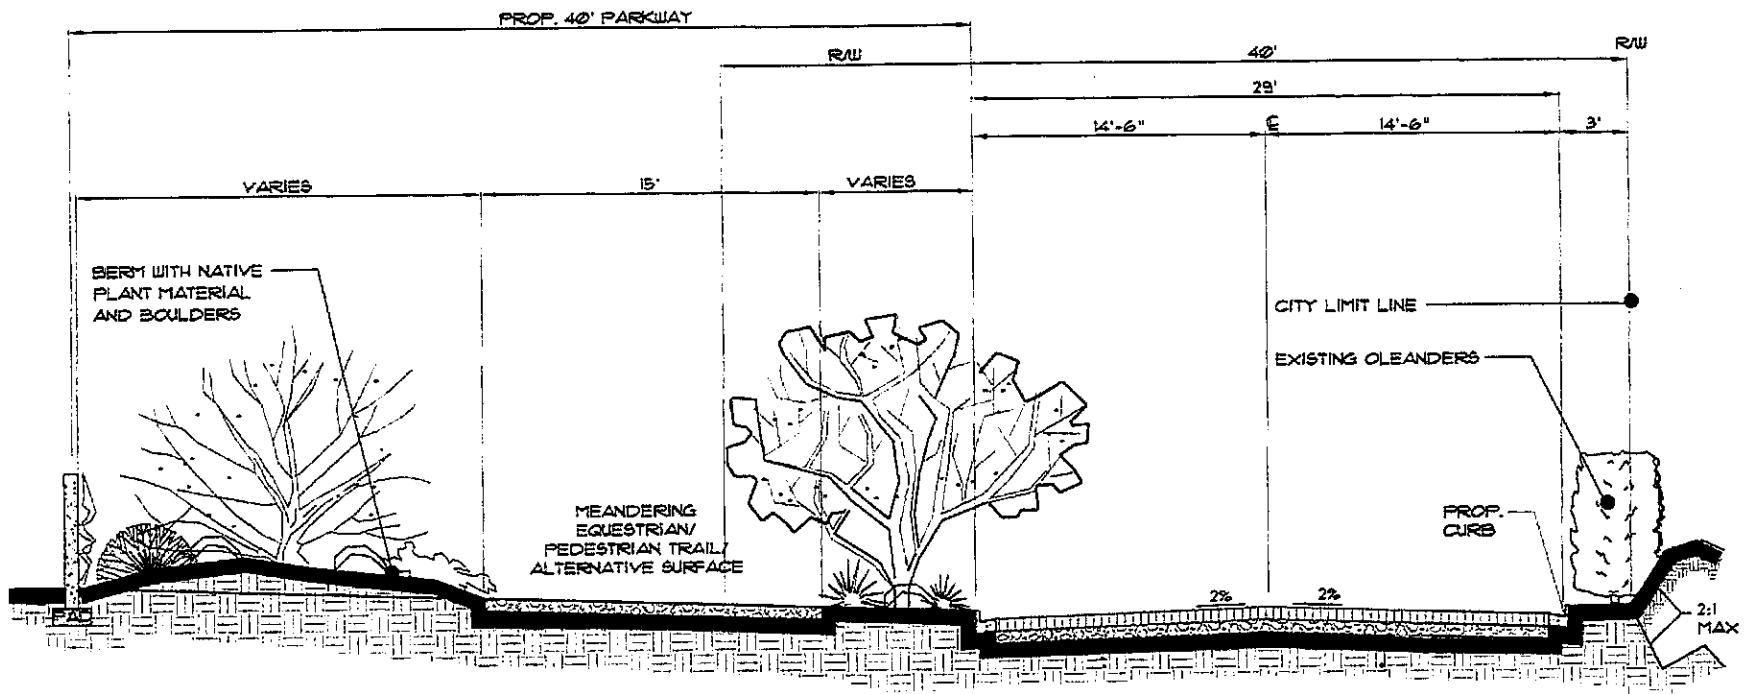 PROP. 40' PARKWAY
R/W
40'
R/W
29'
14'-6"
14'-6"
3'
VARIES
15'
VARIES
BERM WITH NATIVE
PLANT MATERIAL
AND BOULDERS
CITY LIMIT LINE
EXISTING OLEANDERS
MEANDERING
EQUESTRIAN/
PEDESTRIAN TRAIL/
ALTERNATIVE SURFACE
PROP.
CURB
2%
2%
PAD
2:1
MAX